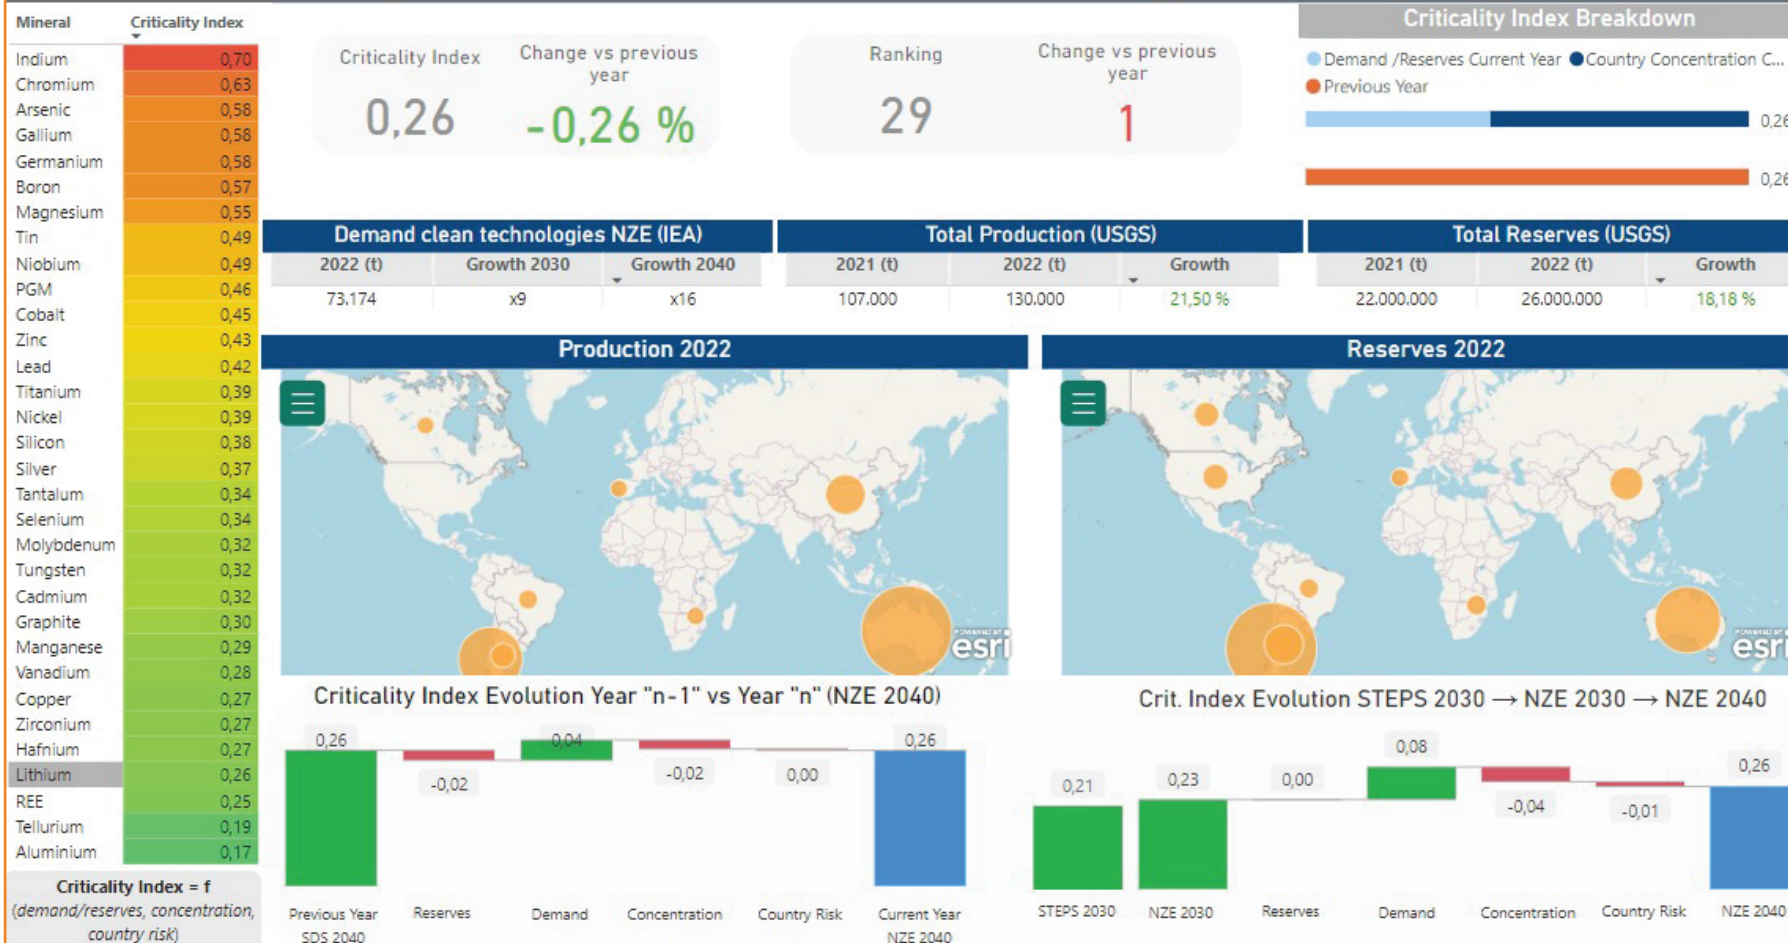 Mineral Criticality Index
Indium 0,70
Chromium 0,63
Arsenic 0,58
Gallium 0,58
Germanium 0,58
Boron 0,57
Magnesium 0,55
Tin 0,49
Niobium 0,49
PGM 0,46
Cobalt 0,45
Zinc 0,43
Lead 0,42
Titanium 0,39
Nickel 0,39
Silicon 0,38
Silver 0,37
Tantalum 0,34
Selenium 0,34
Molybdenum 0,32
Tungsten 0,32
Cadmium 0,32
Graphite 0,30
Manganese 0,29
Vanadium 0,28
Copper 0,27
Zirconium 0,27
Hafnium 0,27
Lithium 0,26
REE 0,25
Tellurium 0,19
Aluminium 0,17
Criticality Index = f
(demand/reserves, concentration,
country risk)
Criticality Index
0,26
Change vs previous
year
-0,26 %
Ranking
29
Change vs previous
year
1
Criticality Index Breakdown
Demand /Reserves Current Year Country Concentration C...
Previous Year
0,26
0,26
Demand clean technologies NZE (IEA)
2022 (t) Growth 2030 Growth 2040
73.174 x9 x16
Total Production (USGS)
2021 (t) 2022 (t) Growth
107.000 130.000 21,50 %
Total Reserves (USGS)
2021 (t) 2022 (t) Growth
22.000.000 26.000.000 18,18 %
Production 2022
POWERED BY
esri
Reserves 2022
POWERED BY
esri
Criticality Index Evolution Year "n-1" vs Year "n" (NZE 2040)
0,26 -0,02 0,04 -0,02 0,00 0,26
Previous Year Reserves Demand Concentration Country Risk Current Year
SDS 2040 NZE 2040
Crit. Index Evolution STEPS 2030 → NZE 2030 → NZE 2040
0,21 0,23 0,00 0,08 -0,04 -0,01 0,26
STEPS 2030 NZE 2030 Reserves Demand Concentration Country Risk NZE 2040